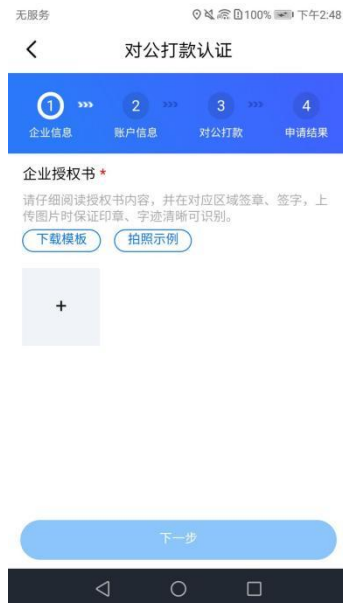 无服务 100% 下午2:48
对公打款认证
1 2 3 4
企业信息 账户信息 对公打款 申请结果
企业授权书 *
请仔细阅读授权书内容，并在对应区域签章、签字，上
传图片时保证印章、字迹清晰可识别。
下载模板 拍照示例
+
下一步